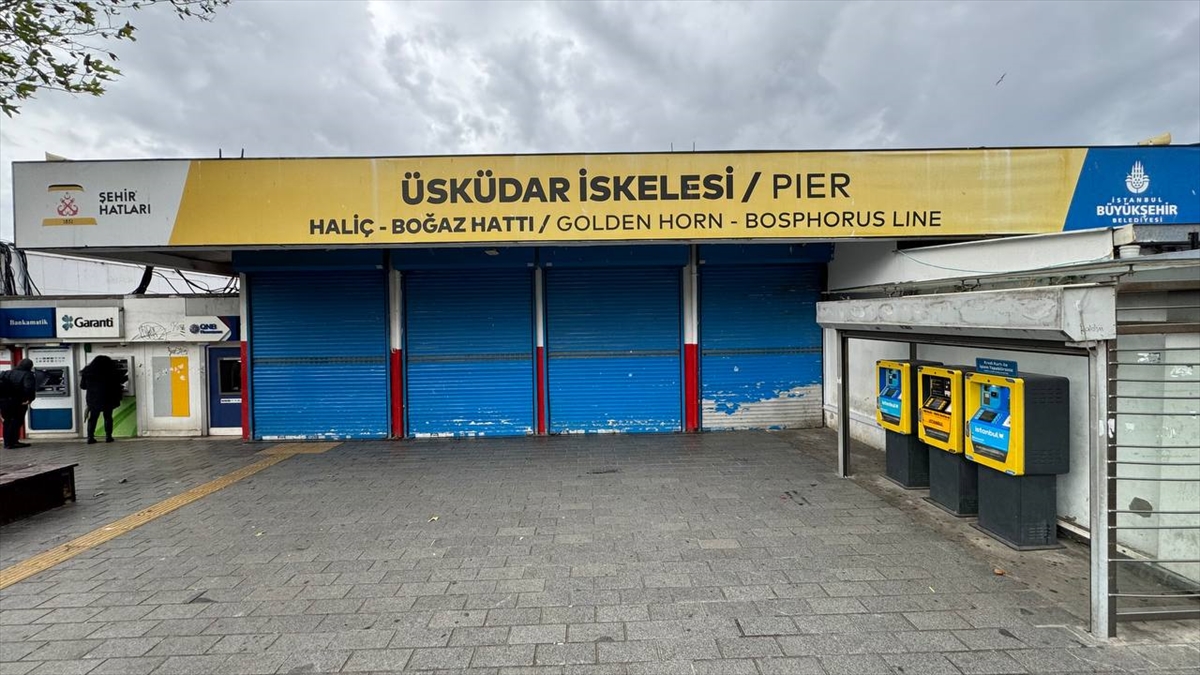 ŞEHİR
HATLARI
ÜSKÜDAR İSKELESİ / PIER
HALİÇ - BOĞAZ HATTI / GOLDEN HORN - BOSPHORUS LINE
İSTANBUL
BÜYÜKŞEHİR
BELEDİYESİ
Bankamatik
Garanti
QNB
istanbul